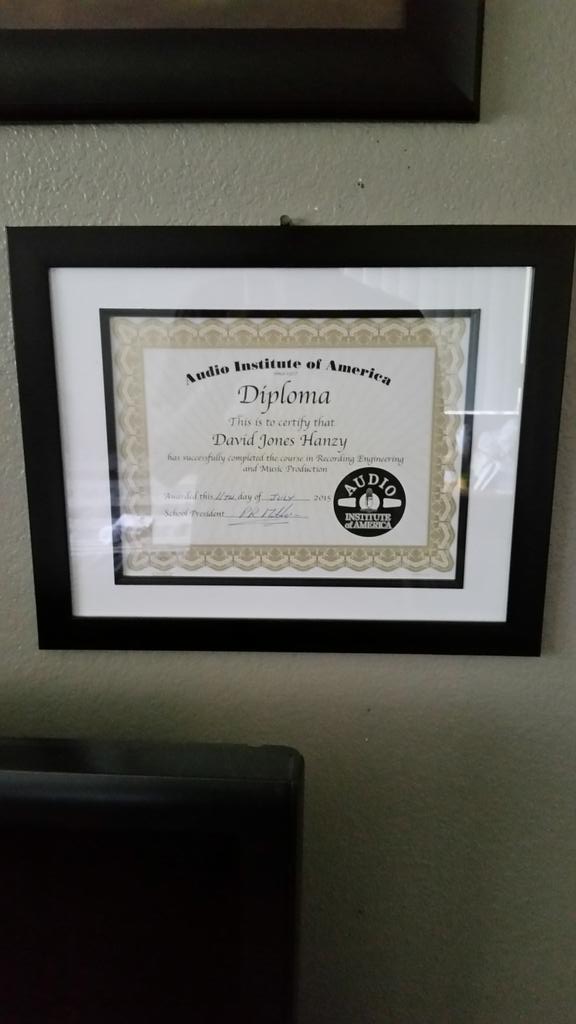 Audio Institute of America
Diploma
This is to certify that
David Jones Hanzy
has successfully completed the course in Recording Engineering
and Music Production
Awarded this 11TH day of JULY 2015
School President
AUDIO
INSTITUTE
of AMERICA